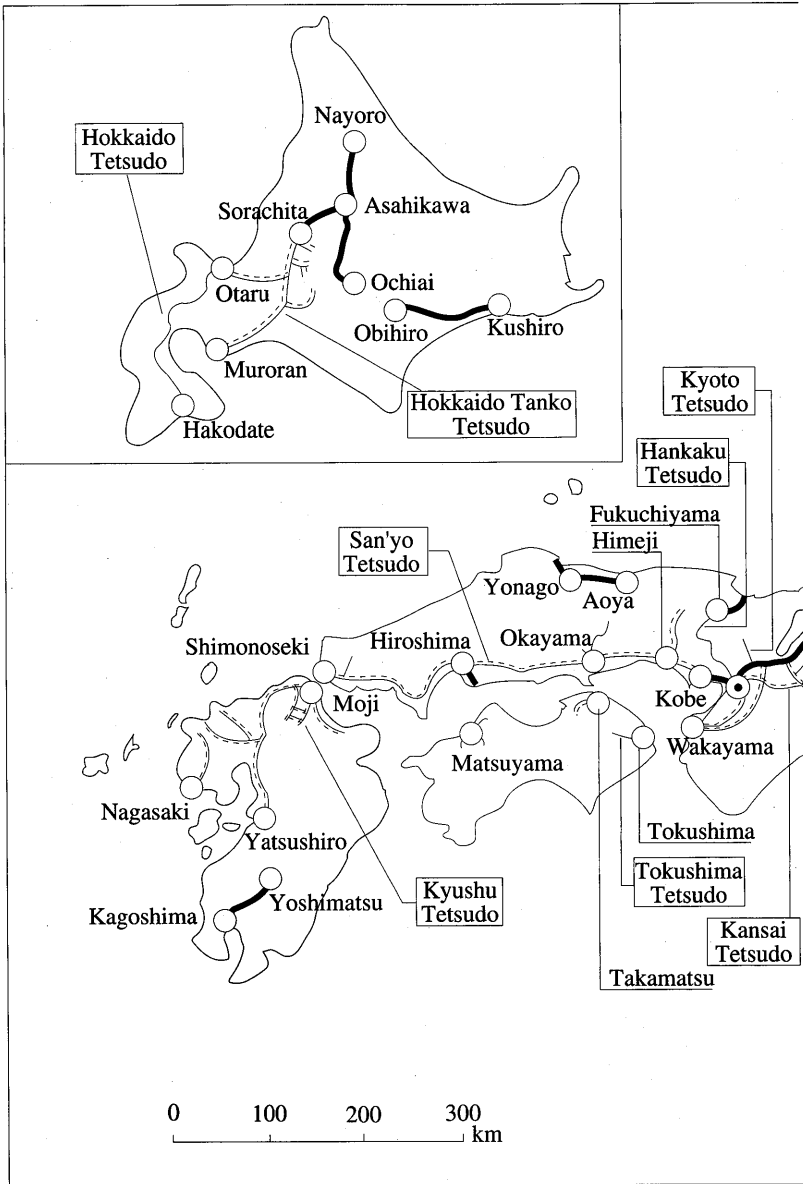 Nayoro
Hokkaido
Tetsudo
Sorachita
Asahikawa
Otaru
Ochiai
Obihiro
Kushiro
Muroran
Hokkaido Tanko
Tetsudo
Hakodate
Kyoto
Tetsudo
Hankaku
Tetsudo
Fukuchiyama
Himeji
San'yo
Tetsudo
Yonago
Aoya
Shimonoseki
Hiroshima
Okayama
Kobe
Moji
Matsuyama
Wakayama
Nagasaki
Yatsushiro
Tokushima
Tokushima
Tetsudo
Kagoshima
Yoshimatsu
Kyushu
Tetsudo
Kansai
Tetsudo
Takamatsu
0 100 200 300
km